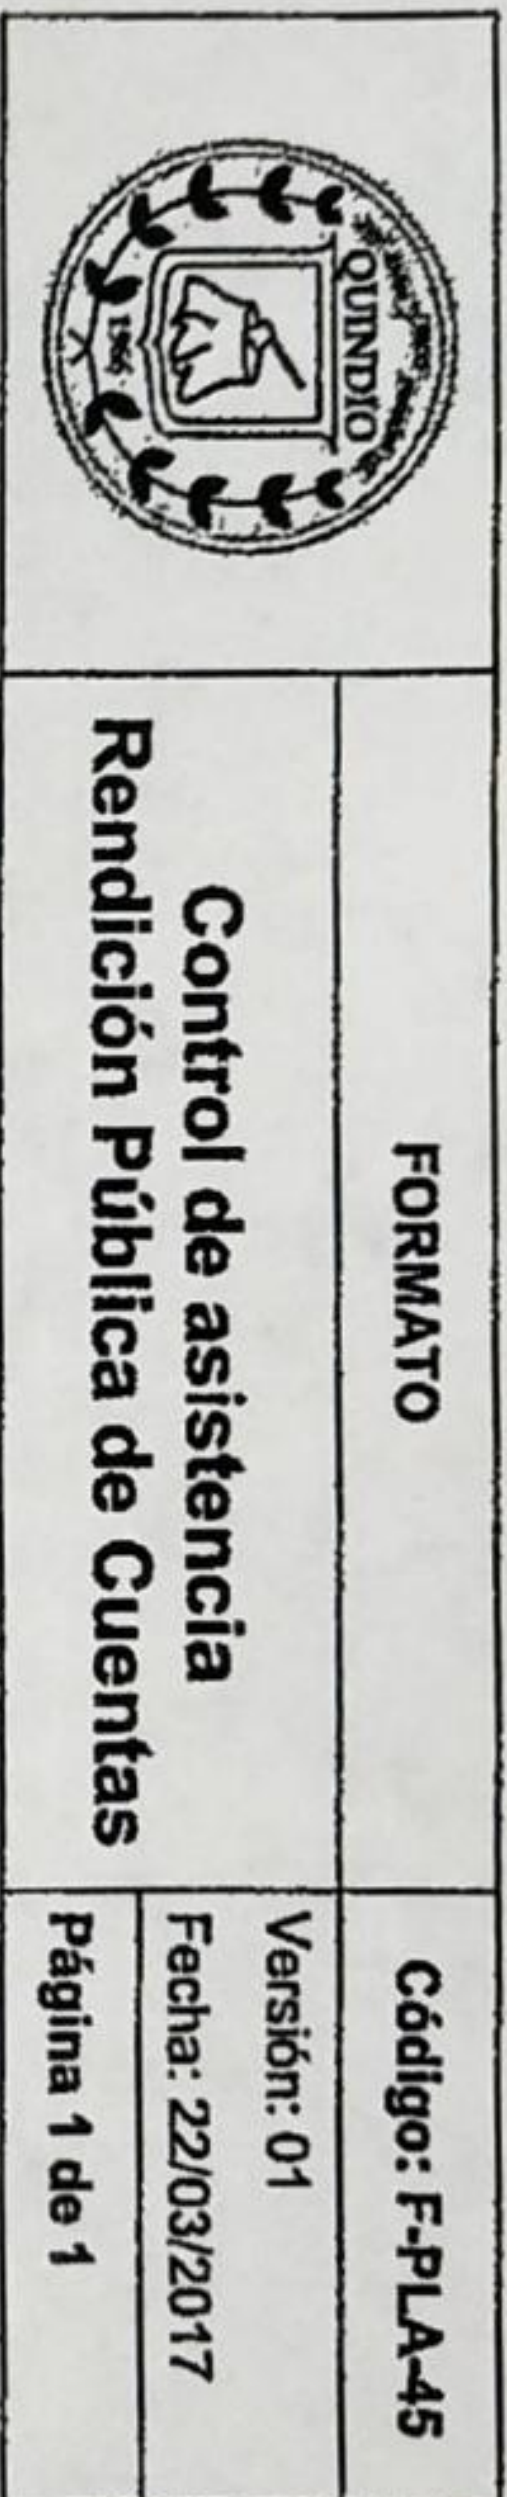 QUINDÍO
1966
FORMATO
Control de asistencia
Rendición Pública de Cuentas
Código: F-PLA-45
Versión: 01
Fecha: 22/03/2017
Página 1 de 1